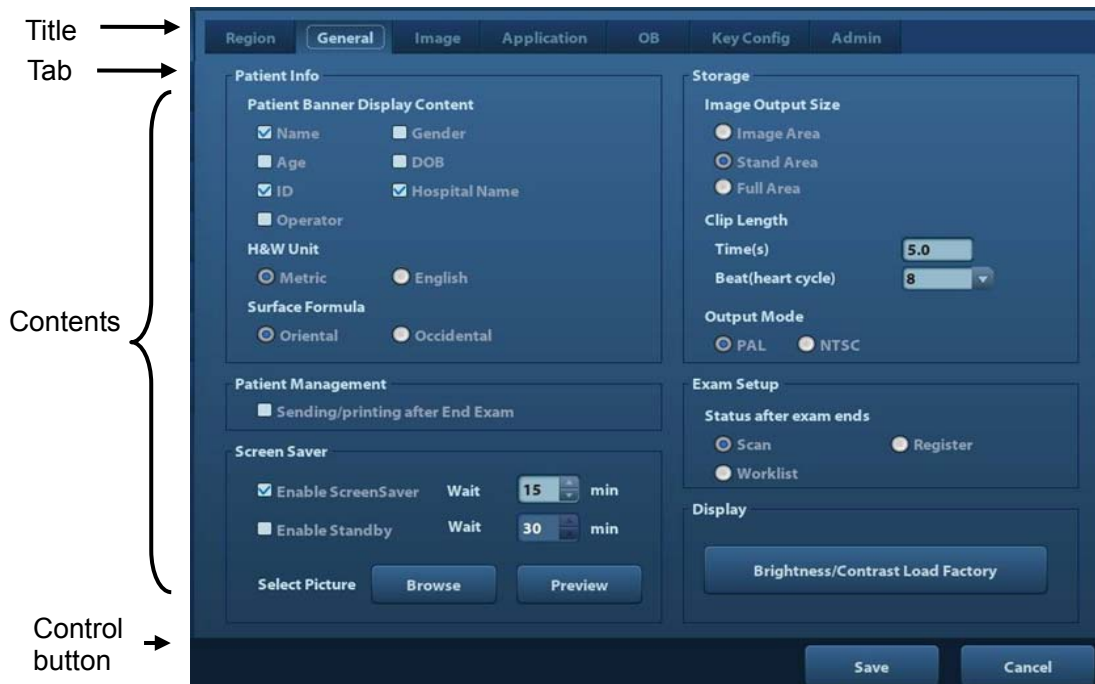 Title
Tab
Contents
Control
button
Region General Image Application OB Key Config Admin
Patient Info
Patient Banner Display Content
Name Gender
Age DOB
ID Hospital Name
Operator
H&W Unit
Metric English
Surface Formula
Oriental Occidental
Patient Management
Sending/printing after End Exam
Screen Saver
Enable ScreenSaver Wait 15 min
Enable Standby Wait 30 min
Select Picture Browse Preview
Storage
Image Output Size
Image Area
Stand Area
Full Area
Clip Length
Time(s) 5.0
Beat(heart cycle) 8
Output Mode
PAL NTSC
Exam Setup
Status after exam ends
Scan Register
Worklist
Display
Brightness/Contrast Load Factory
Save Cancel